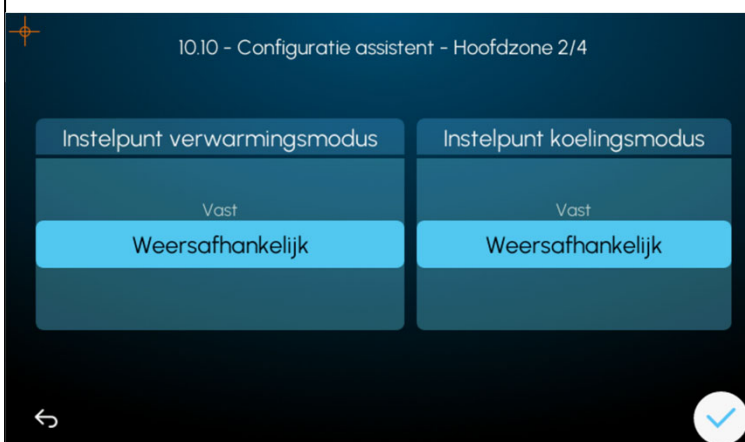 10.10 - Configuratie assistent - Hoofdzone 2/4
Instelpunt verwarmingsmodus
Instelpunt koelingsmodus
Vast
Vast
Weersafhankelijk
Weersafhankelijk